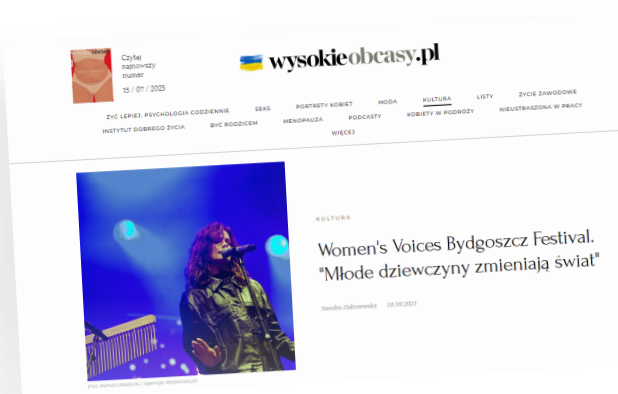 Czytaj
najnowszy
numer
15 / 07 / 2023
wysokieobcasy.pl
ŻYĆ LEPIEJ. PSYCHOLOGIA CODZIENNIE SEKS PORTRETY KOBIET MODA KULTURA LISTY ŻYCIE ZAWODOWE
INSTYTUT DOBREGO ŻYCIA BYĆ RODZICEM MENOPAUZA PODCASTY KOBIETY W PODRÓŻY NIEUSTRASZONA W PRACY
WIĘCEJ
KULTURA
Women's Voices Bydgoszcz Festival.
"Młode dziewczyny zmieniają świat"